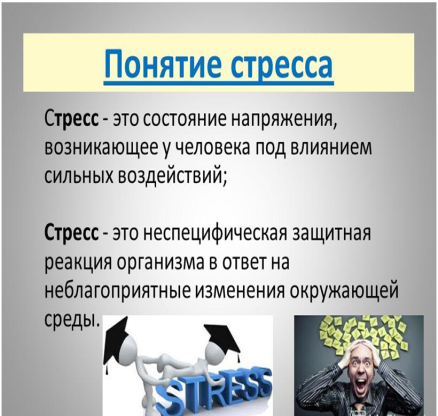 Понятие стресса
Стресс - это состояние напряжения,
возникающее у человека под влиянием
сильных воздействий;
Стресс - это неспецифическая защитная
реакция организма в ответ на
неблагоприятные изменения окружающей
среды.
STRESS